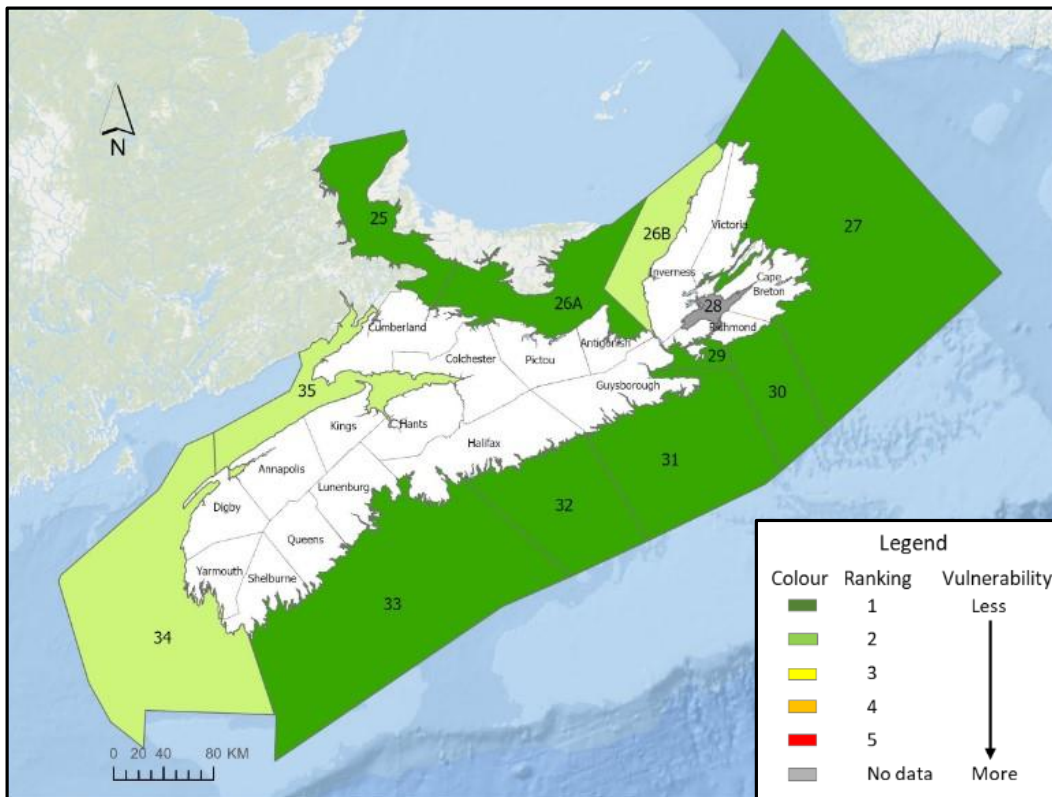 N
25
27
26B
Victoria
Inverness
Cape
Breton
28
26A
Richmond
Cumberland
Antigonish
29
Colchester
Pictou
Guysborough
30
35
Kings
Hants
31
Halifax
Annapolis
Lunenburg
32
Digby
Queens
Yarmouth
Shelburne
33
34
0 20 40 80 KM
Legend
Colour Ranking Vulnerability
1 Less
2
3
4
5
No data More